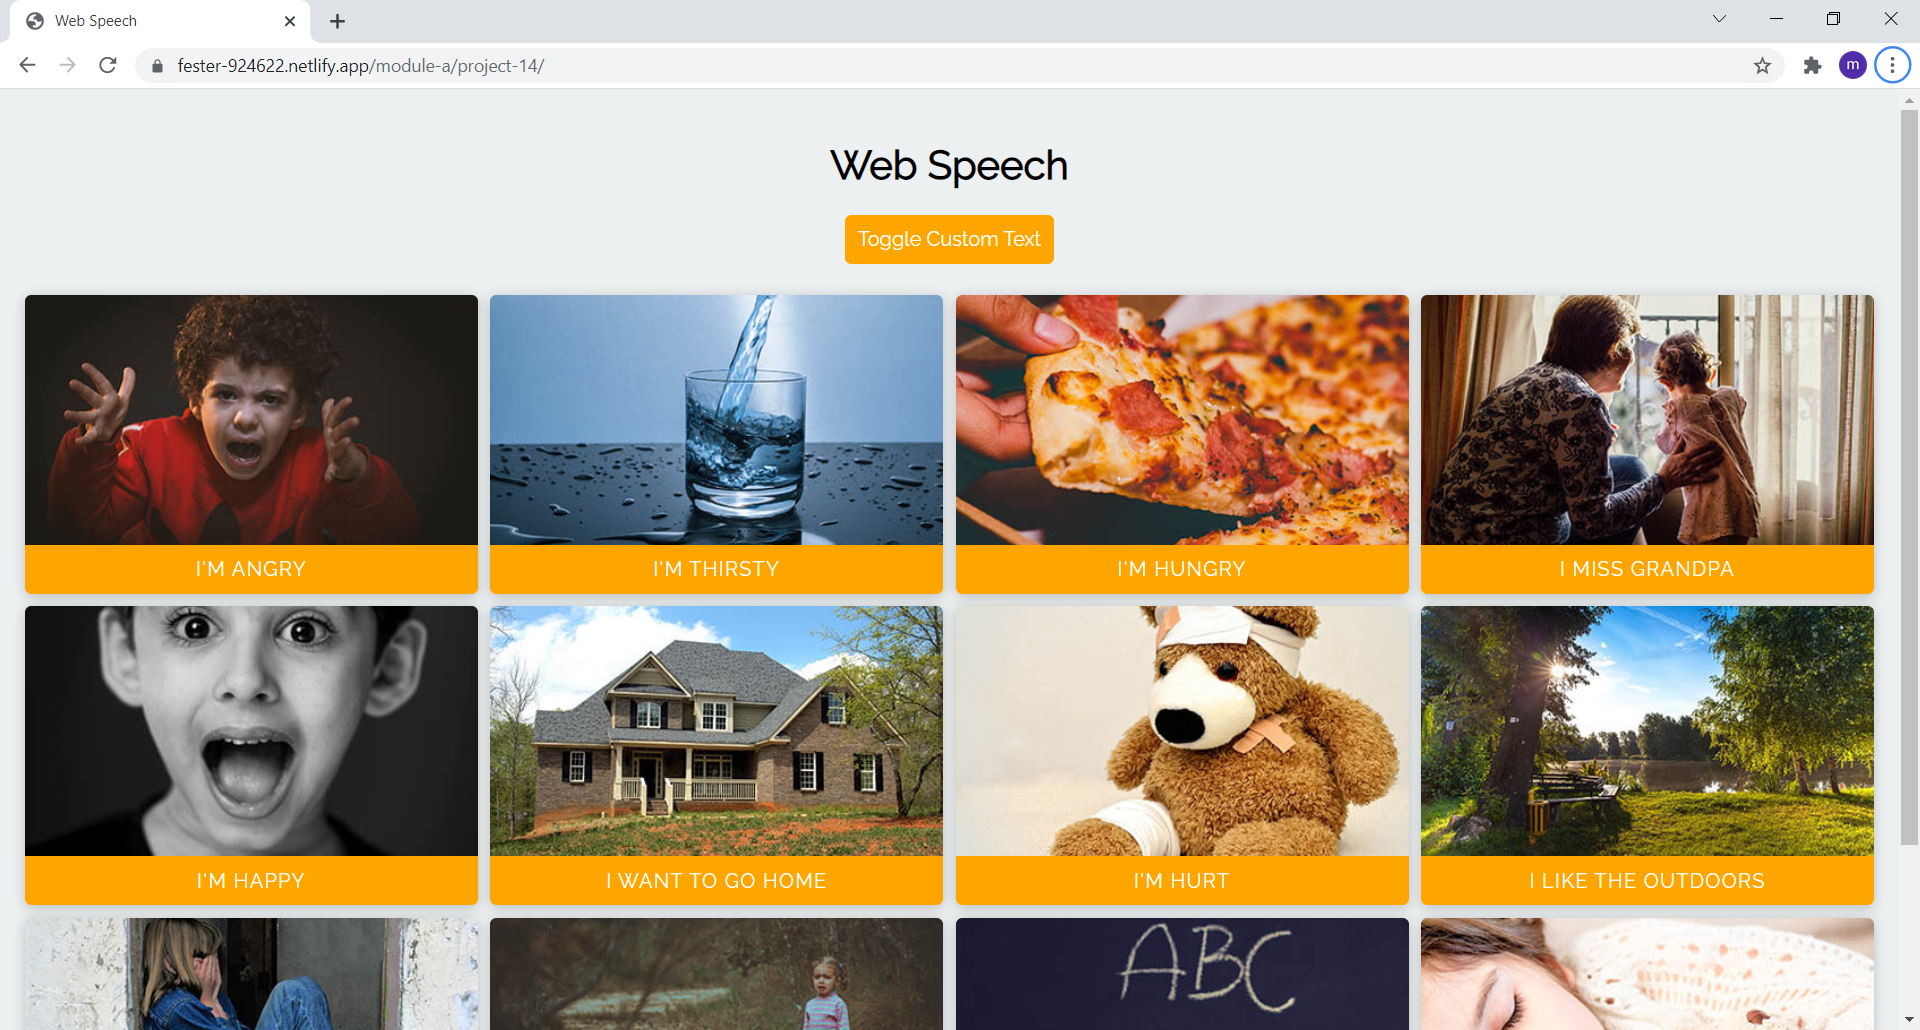 Web Speech
fester-924622.netlify.app/module-a/project-14/
m
Web Speech
Toggle Custom Text
I'M ANGRY
I'M THIRSTY
I'M HUNGRY
I MISS GRANDPA
I'M HAPPY
I WANT TO GO HOME
I'M HURT
I LIKE THE OUTDOORS
ABC